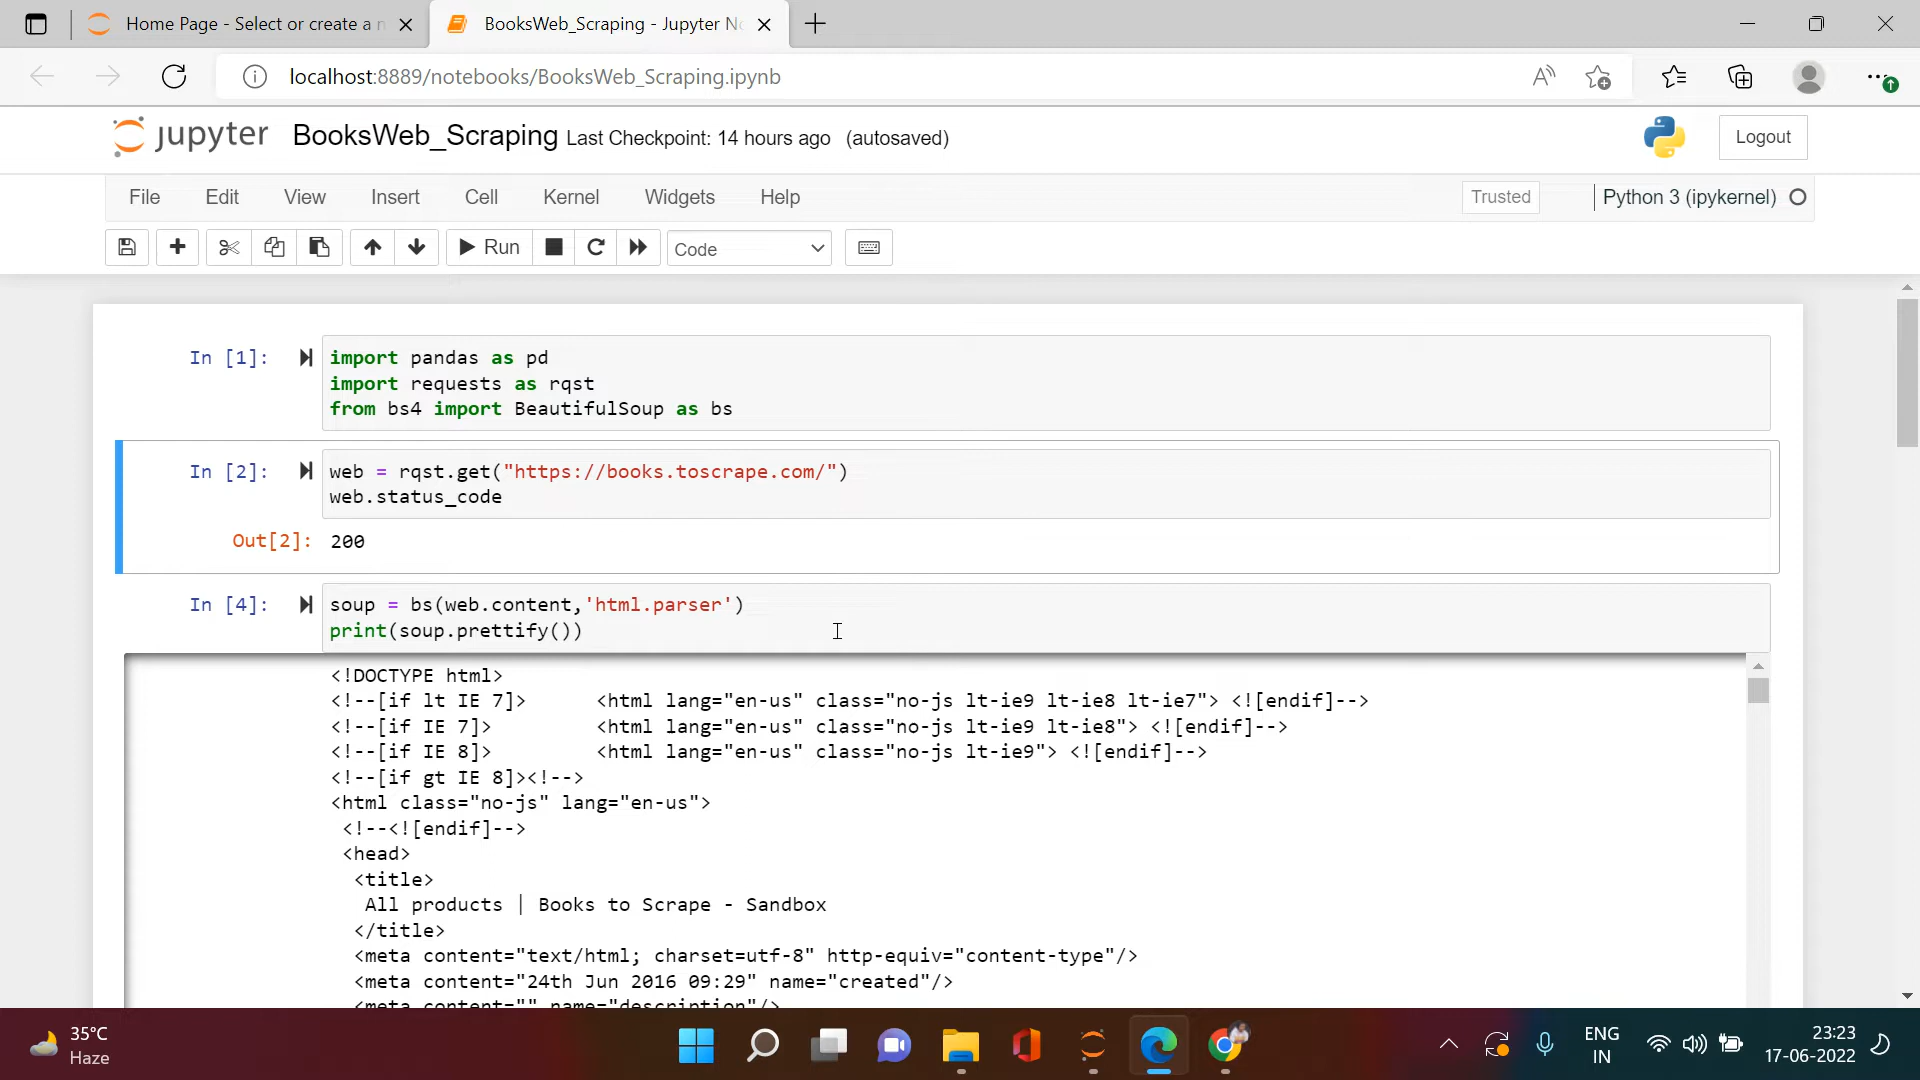 Home Page - Select or create a n
BooksWeb_Scraping - Jupyter No
localhost:8889/notebooks/BooksWeb_Scraping.ipynb
jupyter BooksWeb_Scraping Last Checkpoint: 14 hours ago (autosaved)
Logout
File Edit View Insert Cell Kernel Widgets Help
Trusted
Python 3 (ipykernel)
Run
Code
In [1]:
import pandas as pd
import requests as rqst
from bs4 import BeautifulSoup as bs
In [2]:
web = rqst.get("https://books.toscrape.com/")
web.status_code
Out[2]: 200
In [4]:
soup = bs(web.content,'html.parser')
print(soup.prettify())
<!DOCTYPE html>
<!--[if lt IE 7]>      <html lang="en-us" class="no-js lt-ie9 lt-ie8 lt-ie7"> <![endif]-->
<!--[if IE 7]>         <html lang="en-us" class="no-js lt-ie9 lt-ie8"> <![endif]-->
<!--[if IE 8]>         <html lang="en-us" class="no-js lt-ie9"> <![endif]-->
<!--[if gt IE 8]><!-->
<html class="no-js" lang="en-us">
<!--<![endif]-->
<head>
<title>
All products | Books to Scrape - Sandbox
</title>
<meta content="text/html; charset=utf-8" http-equiv="content-type"/>
<meta content="24th Jun 2016 09:29" name="created"/>
<meta content="" name="description"/>
35°C
Haze
ENG
IN
23:23
17-06-2022